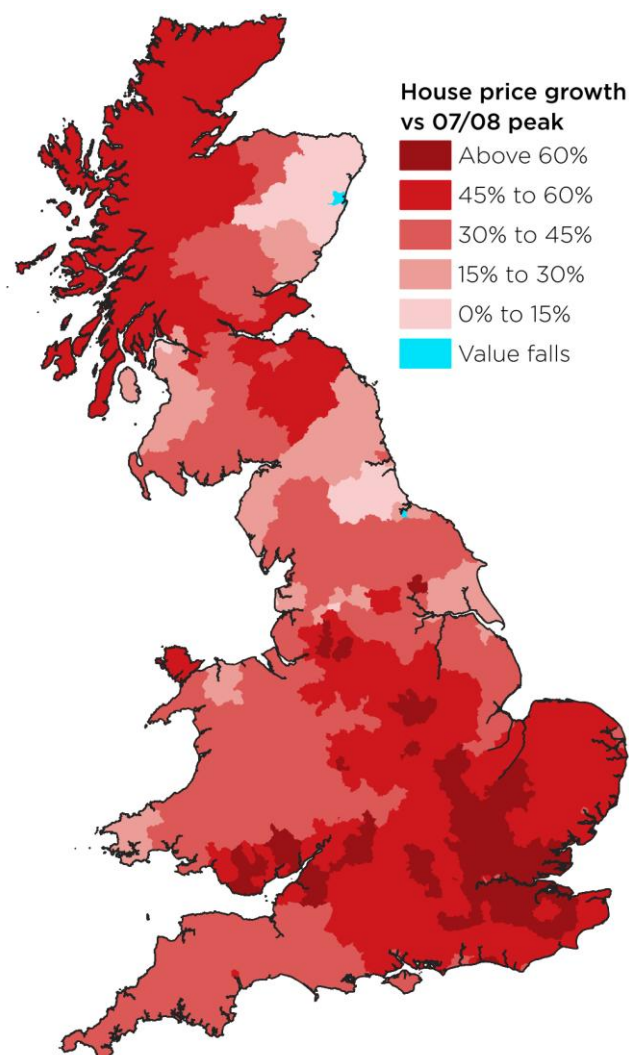 House price growth
vs 07/08 peak
Above 60%
45% to 60%
30% to 45%
15% to 30%
0% to 15%
Value falls